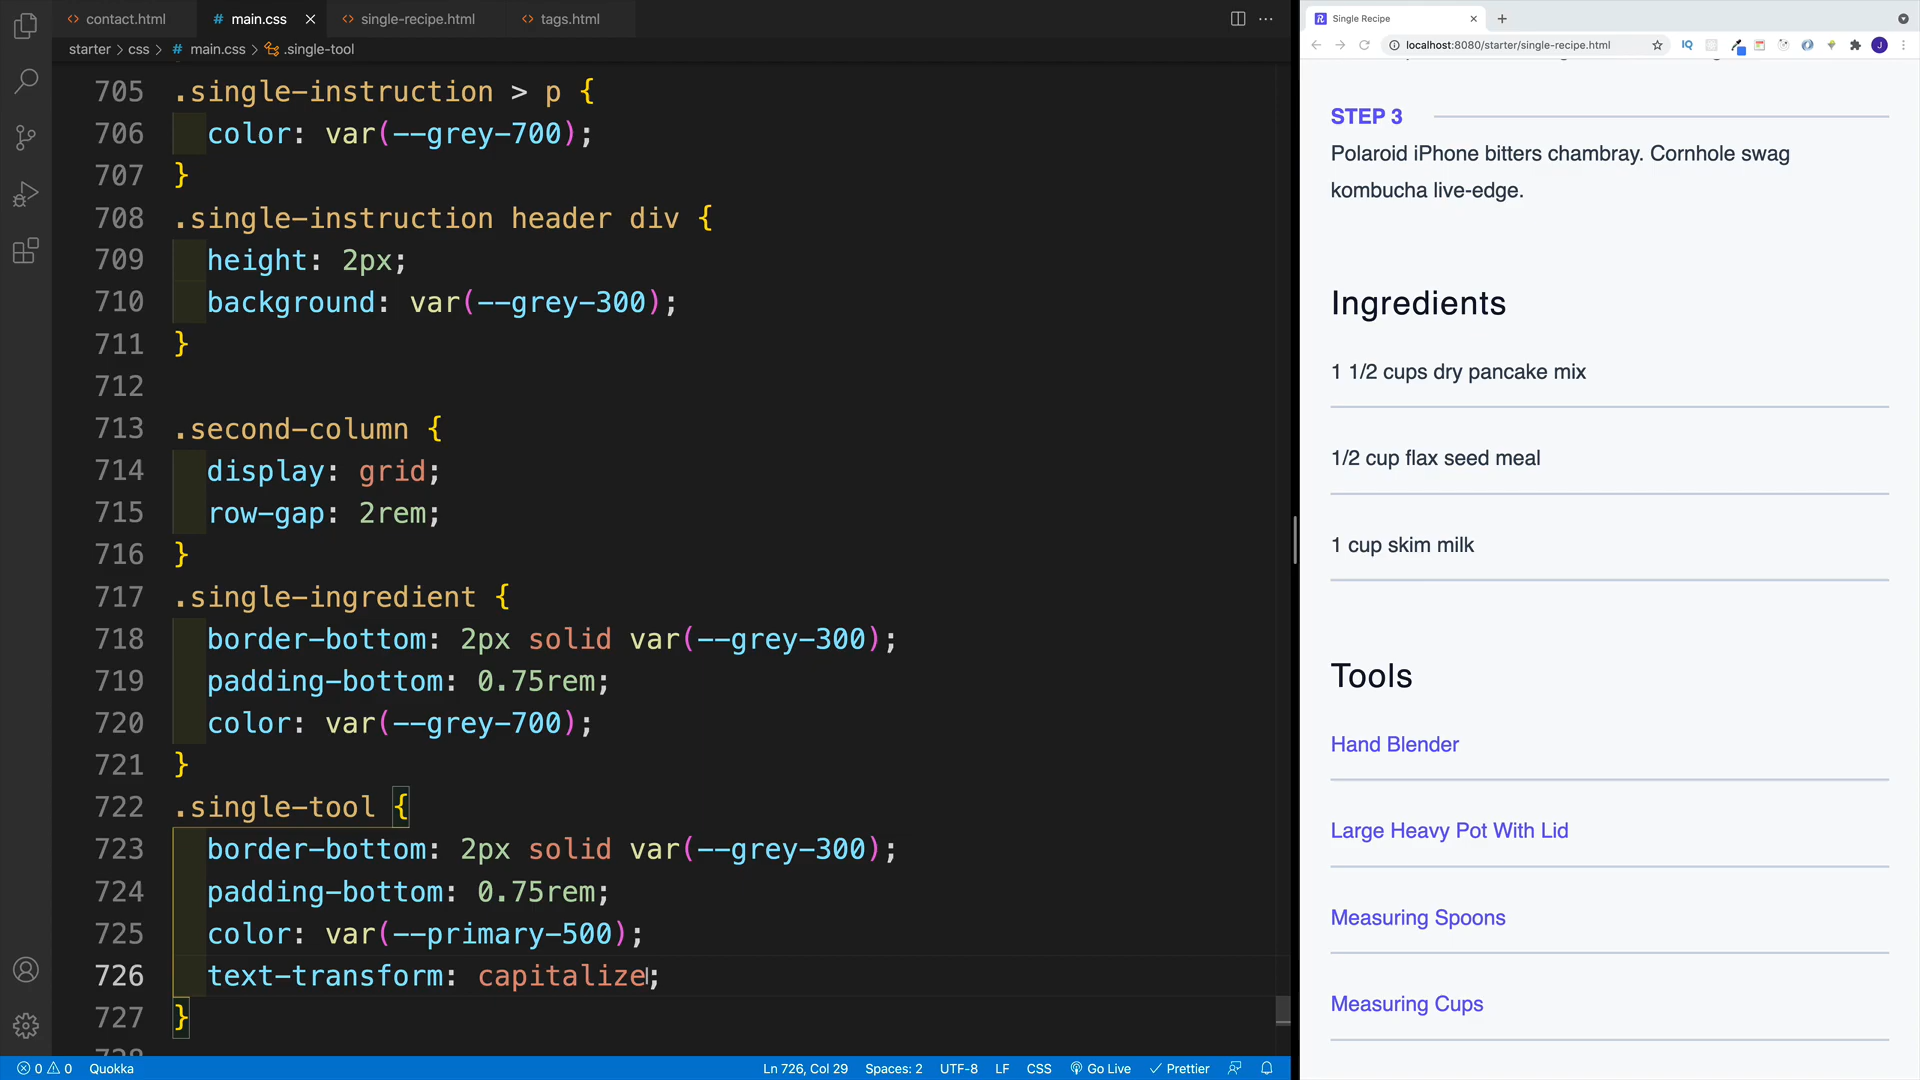 contact.html
main.css
single-recipe.html
tags.html
starter > css > # main.css > .single-tool
705 .single-instruction > p {
706 color: var(--grey-700);
707 }
708 .single-instruction header div {
709 height: 2px;
710 background: var(--grey-300);
711 }
712
713 .second-column {
714 display: grid;
715 row-gap: 2rem;
716 }
717 .single-ingredient {
718 border-bottom: 2px solid var(--grey-300);
719 padding-bottom: 0.75rem;
720 color: var(--grey-700);
721 }
722 .single-tool {
723 border-bottom: 2px solid var(--grey-300);
724 padding-bottom: 0.75rem;
725 color: var(--primary-500);
726 text-transform: capitalize;
727 }
0 0 Quokka
Ln 726, Col 29 Spaces: 2 UTF-8 LF CSS Go Live Prettier
Single Recipe
localhost:8080/starter/single-recipe.html
IQ
J
STEP 3
Polaroid iPhone bitters chambray. Cornhole swag
kombucha live-edge.
Ingredients
1 1/2 cups dry pancake mix
1/2 cup flax seed meal
1 cup skim milk
Tools
Hand Blender
Large Heavy Pot With Lid
Measuring Spoons
Measuring Cups